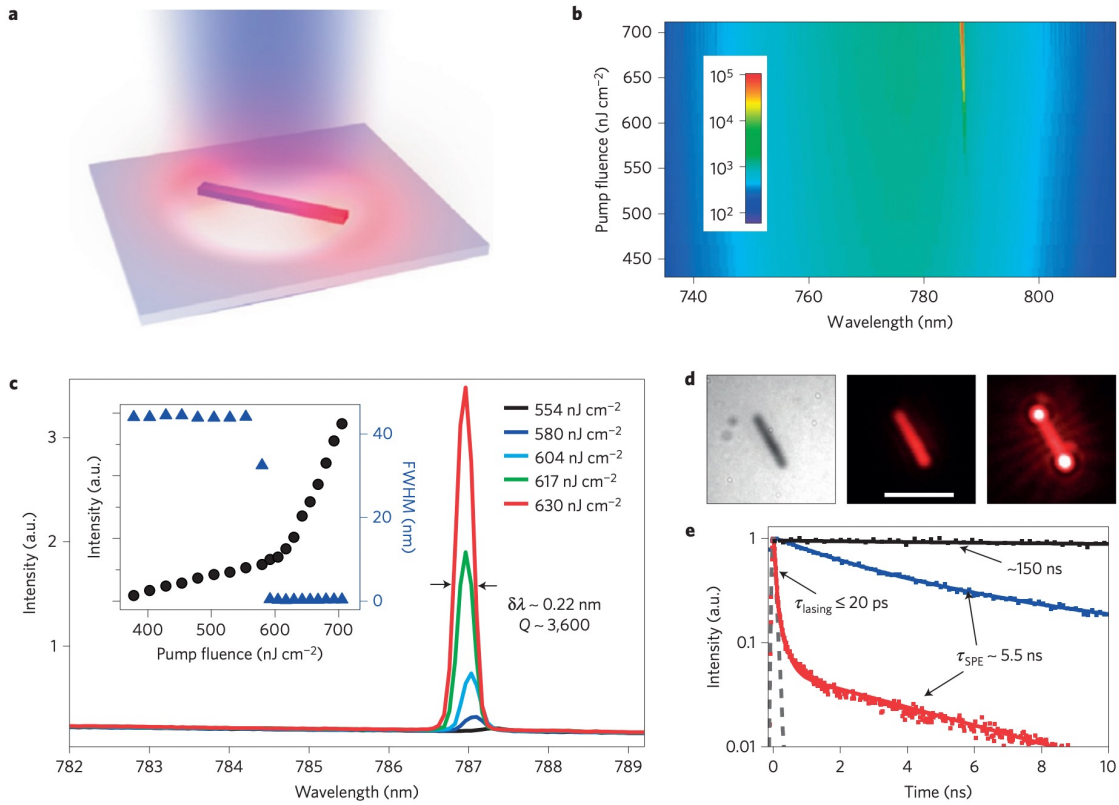 a
b
700
650
600
550
500
450
Pump fluence (nJ cm⁻²)
10⁵
10⁴
10³
10²
740
760
780
800
Wavelength (nm)
c
3
2
1
Intensity (a.u.)
Intensity (a.u.)
40
20
0
FWHM (nm)
400
500
600
700
Pump fluence (nJ cm⁻²)
554 nJ cm⁻²
580 nJ cm⁻²
604 nJ cm⁻²
617 nJ cm⁻²
630 nJ cm⁻²
δλ ~ 0.22 nm
Q ~ 3,600
782
783
784
785
786
787
788
789
Wavelength (nm)
d
e
1
0.1
0.01
Intensity (a.u.)
~150 ns
τlasing ≤ 20 ps
τSPE ~ 5.5 ns
0
2
4
6
8
10
Time (ns)